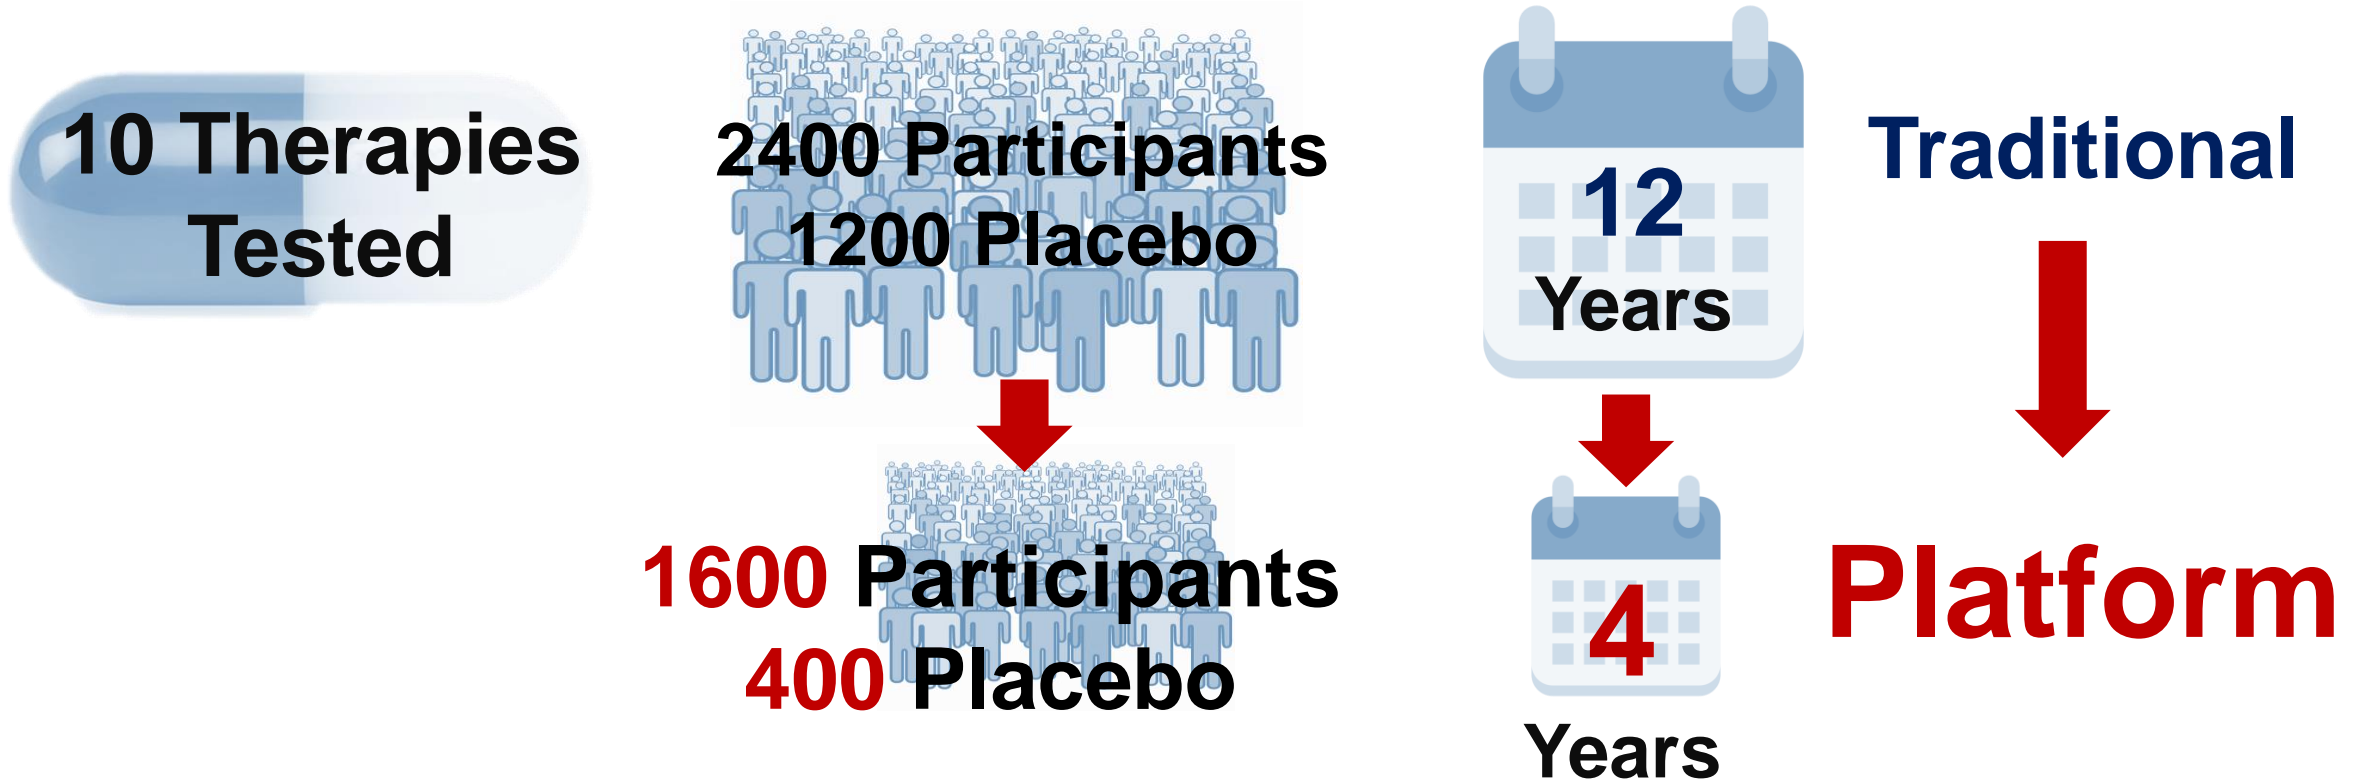 10 Therapies
Tested
2400 Participants
1200 Placebo
12
Years
Traditional
1600 Participants
400 Placebo
4
Years
Platform